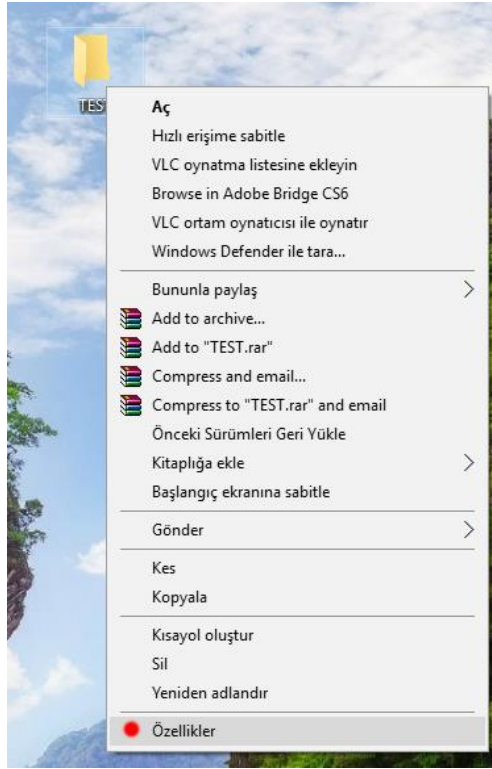 TEST
Aç
Hızlı erişime sabitle
VLC oynatma listesine ekleyin
Browse in Adobe Bridge CS6
VLC ortam oynatıcısı ile oynatır
Windows Defender ile tara...
Bununla paylaş
Add to archive...
Add to "TEST.rar"
Compress and email...
Compress to "TEST.rar" and email
Önceki Sürümleri Geri Yükle
Kitaplığa ekle
Başlangıç ekranına sabitle
Gönder
Kes
Kopyala
Kısayol oluştur
Sil
Yeniden adlandır
Özellikler